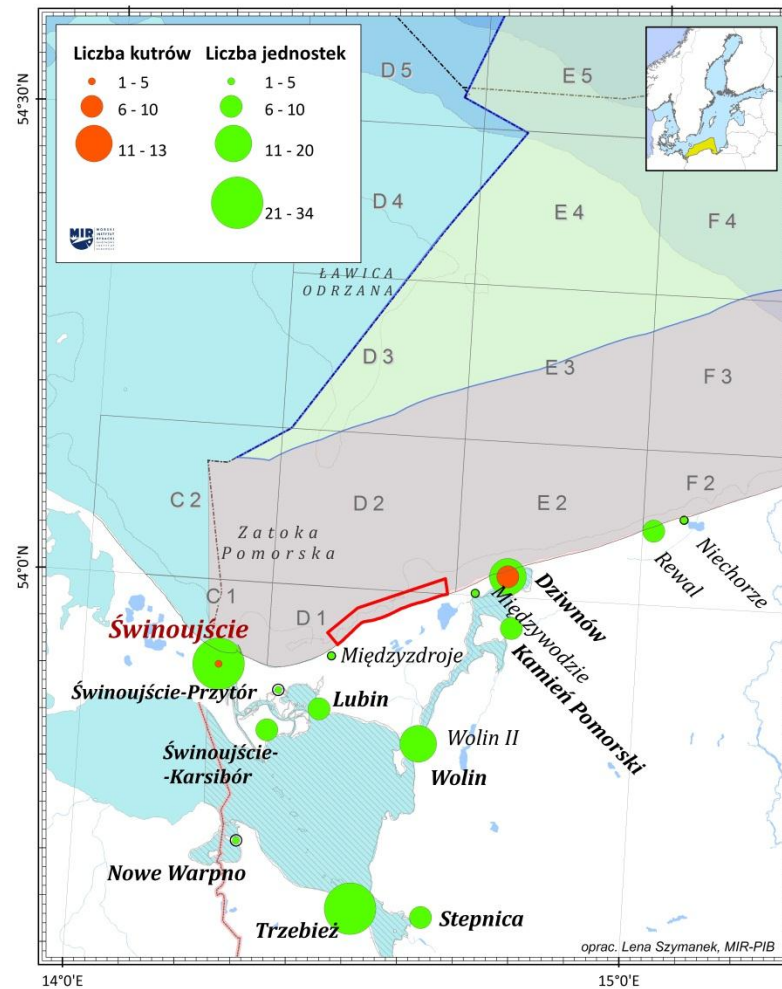 Liczba kutrów
1 - 5
6 - 10
11 - 13
Liczba jednostek
1 - 5
6 - 10
11 - 20
21 - 34
MIR
D 5
E 5
54°30'
D 4
E 4
F 4
ŁAWICA
ODRZANA
D 3
E 3
F 3
C 2
D 2
E 2
F 2
Zatoka
Pomorska
54°0'
C 1
D 1
Niechorze
Rewal
Dziwnów
Międzywodzie
Kamień Pomorski
Świnoujście
Międzyzdroje
Świnoujście-Przytór
Lubin
Wolin II
Świnoujście-
-Karsibór
Wolin
Nowe Warpno
Trzebież
Stepnica
oprac. Lena Szymanek, MIR-PIB
14°0'E
15°0'E